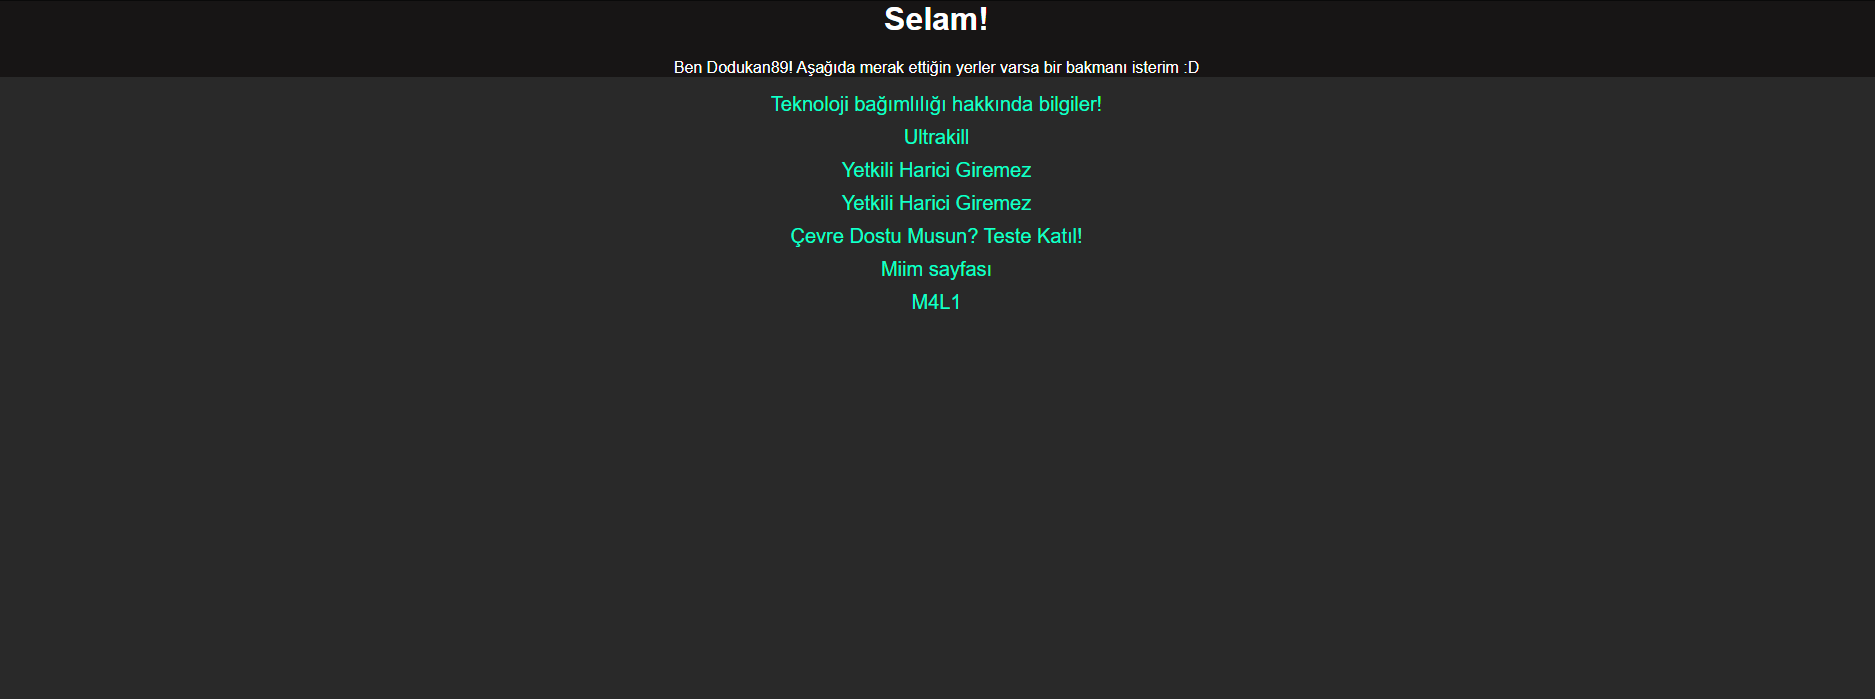 Selam!
Ben Dodukan89! Aşağıda merak ettiğin yerler varsa bir bakmanı isterim :D
Teknoloji bağımlılığı hakkında bilgiler!
Ultrakill
Yetkili Harici Giremez
Yetkili Harici Giremez
Çevre Dostu Musun? Teste Katıl!
Miim sayfası
M4L1